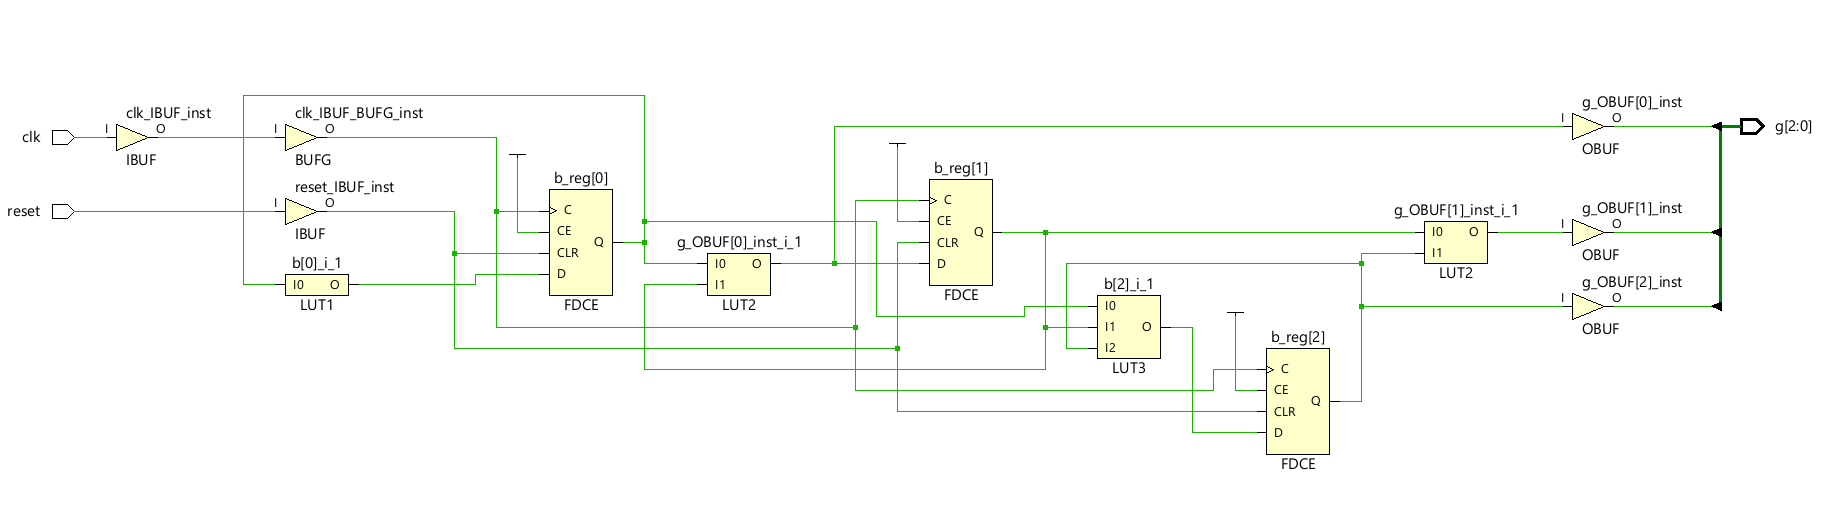 clk
I
clk_IBUF_inst
O
IBUF
I
clk_IBUF_BUFG_inst
O
BUFG
reset
I
reset_IBUF_inst
O
IBUF
b[0]_i_1
I0 O
LUT1
b_reg[0]
C
CE
CLR
D
Q
FDCE
g_OBUF[0]_inst_i_1
I0 O
I1
LUT2
b_reg[1]
C
CE
CLR
D
Q
FDCE
b[2]_i_1
I0
I1 O
I2
LUT3
b_reg[2]
C
CE
CLR
D
Q
FDCE
g_OBUF[1]_inst_i_1
I0 O
I1
LUT2
g_OBUF[0]_inst
I
O
OBUF
g_OBUF[1]_inst
I
O
OBUF
g_OBUF[2]_inst
I
O
OBUF
g[2:0]